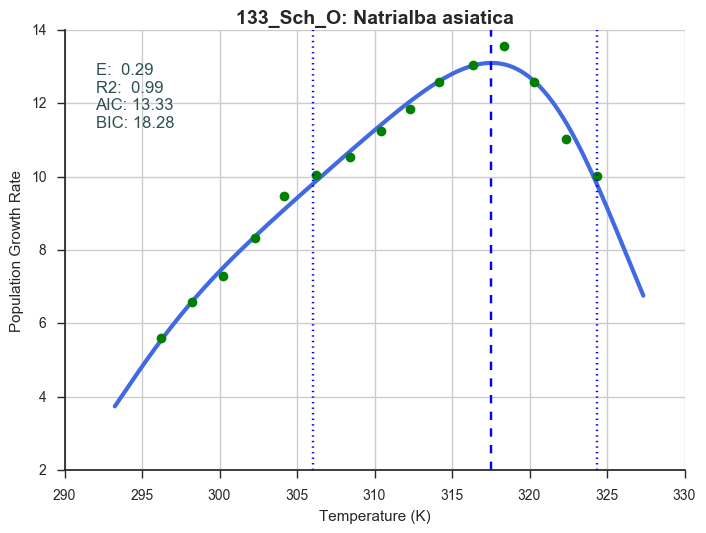 133_Sch_O: Natrialba asiatica
E:  0.29
R2:  0.99
AIC: 13.33
BIC: 18.28
14
12
10
8
6
4
2
Population Growth Rate
290 295 300 305 310 315 320 325 330
Temperature (K)